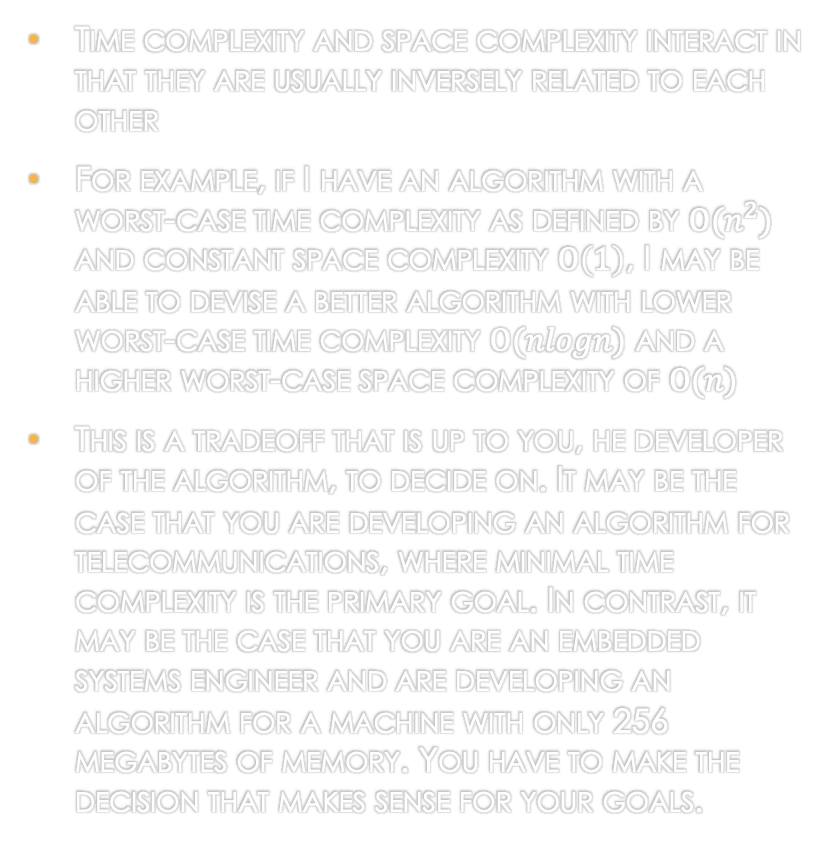 • Time complexity and space complexity interact in
that they are usually inversely related to each
other
• For example, if I have an algorithm with a
worst-case time complexity as defined by O(n²)
and constant space complexity O(1), I may be
able to devise a better algorithm with lower
worst-case time complexity O(nlogn) and a
higher worst-case space complexity of O(n)
• This is a tradeoff that is up to you, he developer
of the algorithm, to decide on. It may be the
case that you are developing an algorithm for
telecommunications, where minimal time
complexity is the primary goal. In contrast, it
may be the case that you are an embedded
systems engineer and are developing an
algorithm for a machine with only 256
megabytes of memory. You have to make the
decision that makes sense for your goals.